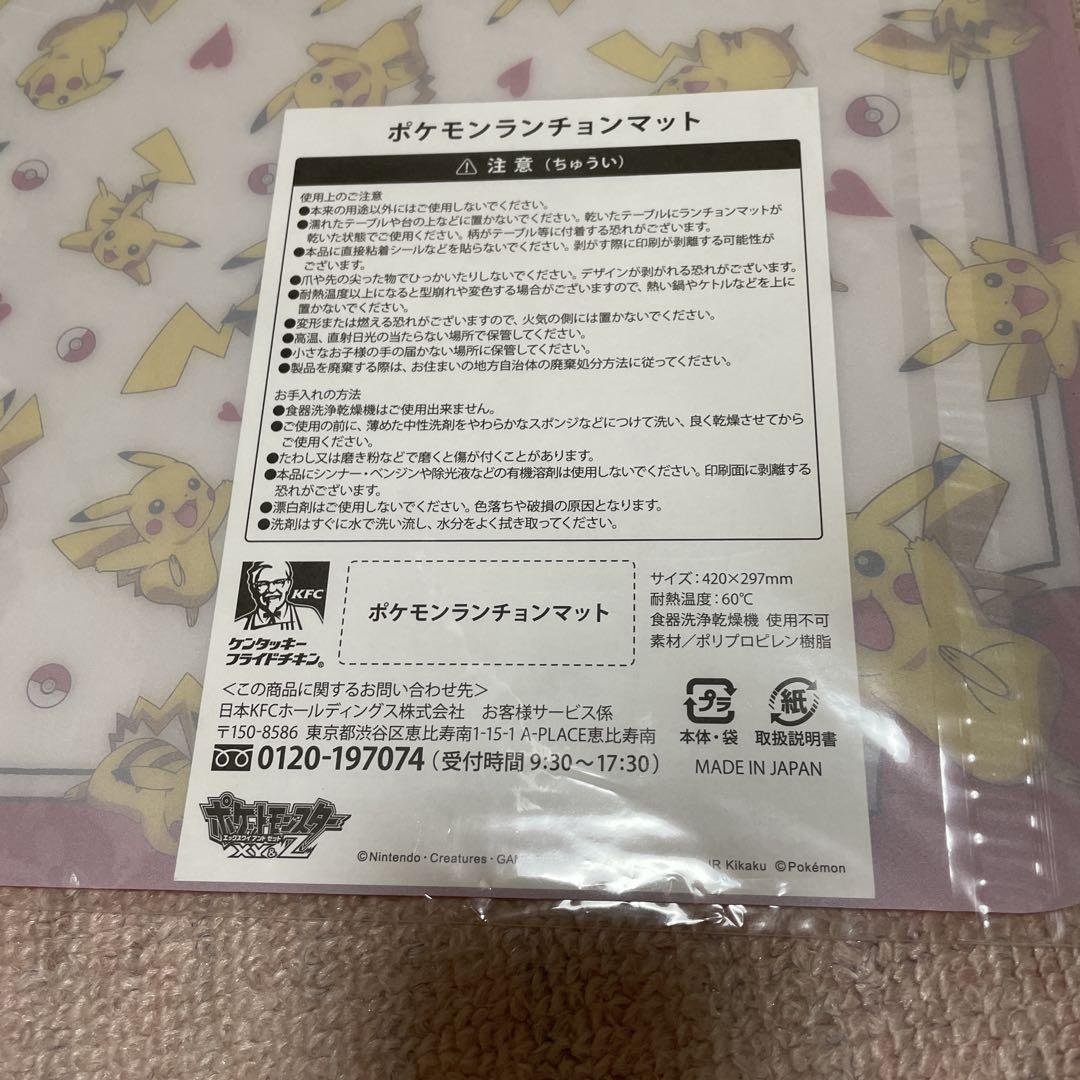 ポケモンランチョンマット
⚠ 注意（ちゅうい）
使用上のご注意
●本来の用途以外にはご使用しないでください。
●濡れたテーブルや台の上などに置かないでください。乾いたテーブルにランチョンマットが
乾いた状態でご使用ください。柄がテーブル等に付着する恐れがございます。
●本品に直接粘着シールなどを貼らないでください。剥がす際に印刷が剥離する可能性が
ございます。
●爪や先の尖った物でひっかいたりしないでください。デザインが剥がれる恐れがございます。
●耐熱温度以上になると型崩れや変色する場合がございますので、熱い鍋やケトルなどを上に
置かないでください。
●変形または燃える恐れがございますので、火気の側には置かないでください。
●高温、直射日光の当たらない場所で保管してください。
●小さなお子様の手の届かない場所に保管してください。
●製品を廃棄する際は、お住まいの地方自治体の廃棄処分方法に従ってください。
お手入れの方法
●食器洗浄乾燥機はご使用出来ません。
●ご使用の前に、薄めた中性洗剤をやわらかなスポンジなどにつけて洗い、良く乾燥させてから
ご使用ください。
●たわし又は磨き粉などで磨くと傷が付くことがあります。
●本品にシンナー・ベンジンや除光液などの有機溶剤は使用しないでください。印刷面に剥離する
恐れがございます。
●漂白剤はご使用しないでください。色落ちや破損の原因となります。
●洗剤はすぐに水で洗い流し、水分をよく拭き取ってください。
KFC
ケンタッキー
フライドチキン®
ポケモンランチョンマット
サイズ：420×297mm
耐熱温度：60℃
食器洗浄乾燥機 使用不可
素材／ポリプロピレン樹脂
＜この商品に関するお問い合わせ先＞
日本KFCホールディングス株式会社 お客様サービス係
〒150-8586 東京都渋谷区恵比寿南1-15-1 A-PLACE恵比寿南
0120-197074（受付時間 9:30～17:30）
プラ
本体・袋
紙
取扱説明書
MADE IN JAPAN
ポケットモンスター
エックスワイ アンド ゼット
XY&Z
©Nintendo・Creatures・GA Kikaku ©Pokémon